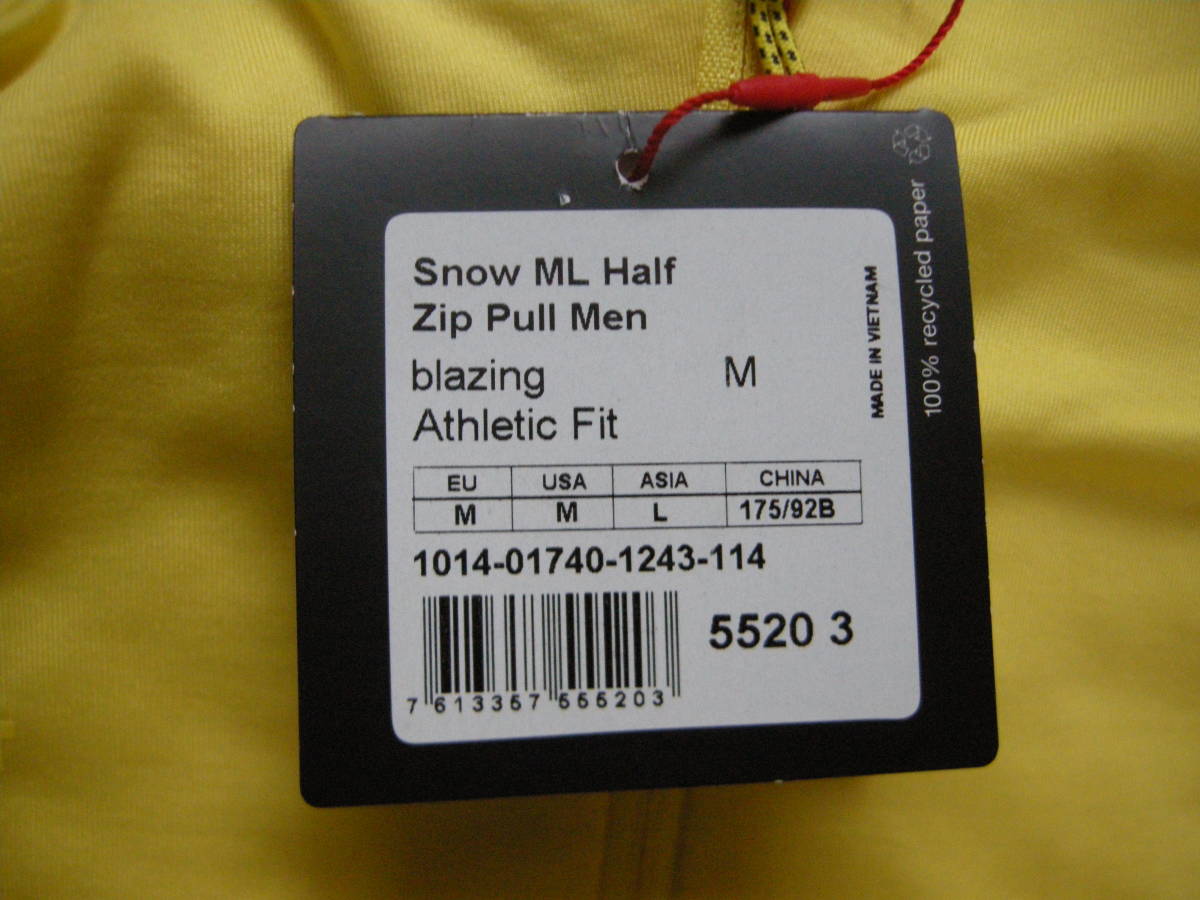 Snow ML Half
Zip Pull Men
blazing M
Athletic Fit
EU USA ASIA CHINA
M M L 175/92B
1014-01740-1243-114
5520 3
7 613357 555203
MADE IN VIETNAM
100% recycled paper